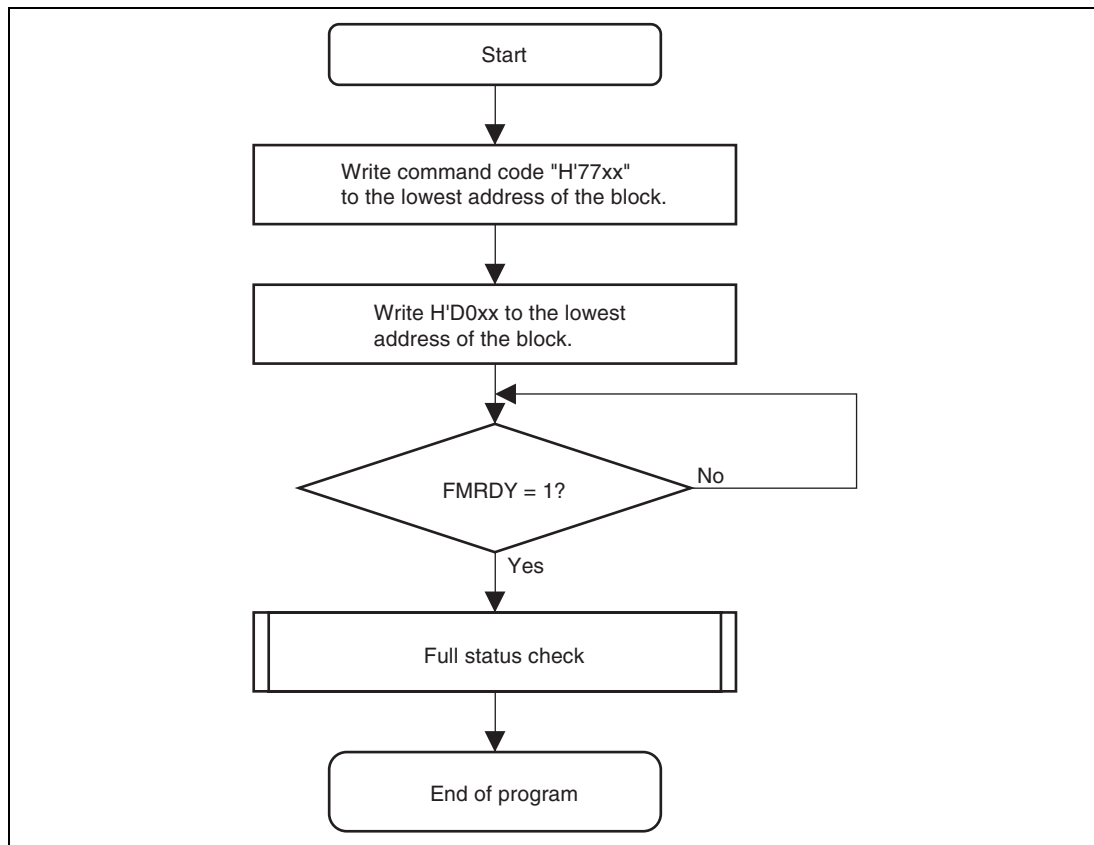 Start
Write command code "H'77xx"
to the lowest address of the block.
Write H'D0xx to the lowest
address of the block.
FMRDY = 1?
No
Yes
Full status check
End of program